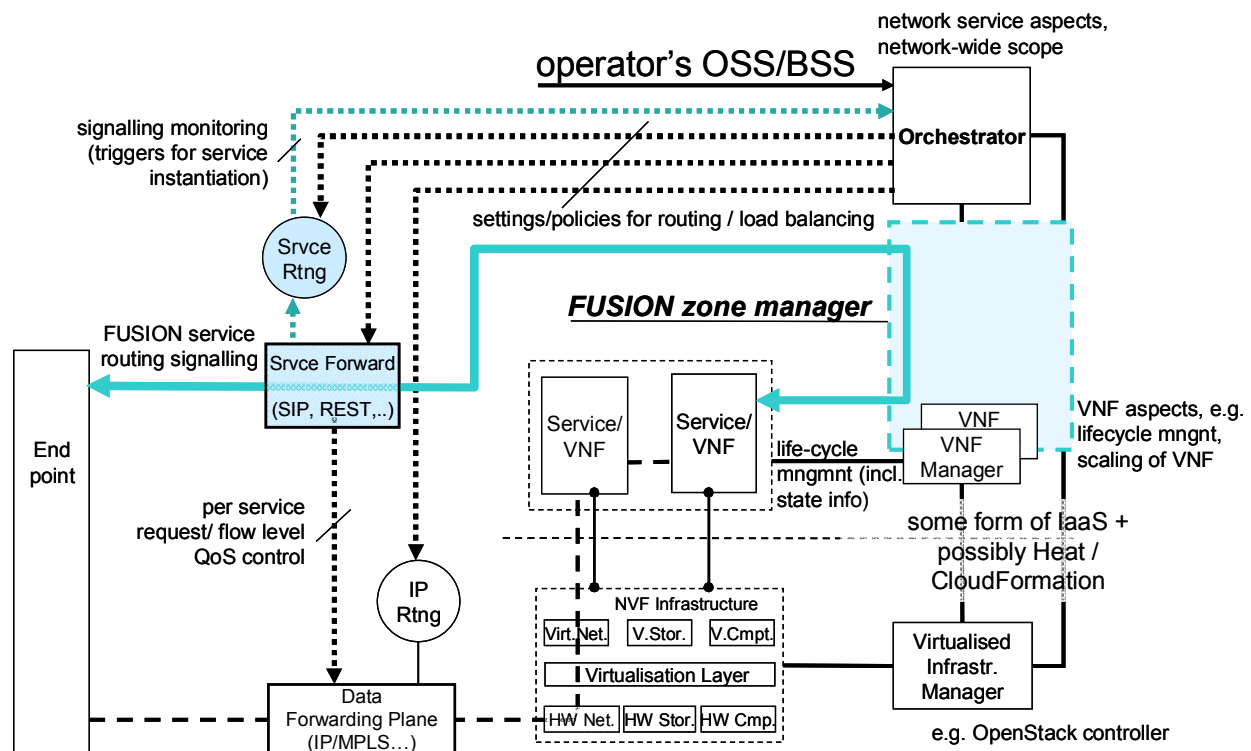 network service aspects,
network-wide scope
operator's OSS/BSS
signalling monitoring
(triggers for service
instantiation)
Orchestrator
settings/policies for routing / load balancing
Srvce
Rtng
FUSION zone manager
FUSION service
routing signalling
Srvce Forward
(SIP, REST,..)
End
point
Service/
VNF
Service/
VNF
VNF
VNF
Manager
VNF aspects, e.g.
lifecycle mngnt,
scaling of VNF
life-cycle
mngmnt (incl.
state info)
per service
request/ flow level
QoS control
some form of IaaS +
possibly Heat /
CloudFormation
IP
Rtng
NVF Infrastructure
Virt.Net.
V.Stor.
V.Cmpt.
Virtualisation Layer
HW Net.
HW Stor.
HW Cmp.
Virtualised
Infrastr.
Manager
Data
Forwarding Plane
(IP/MPLS…)
e.g. OpenStack controller